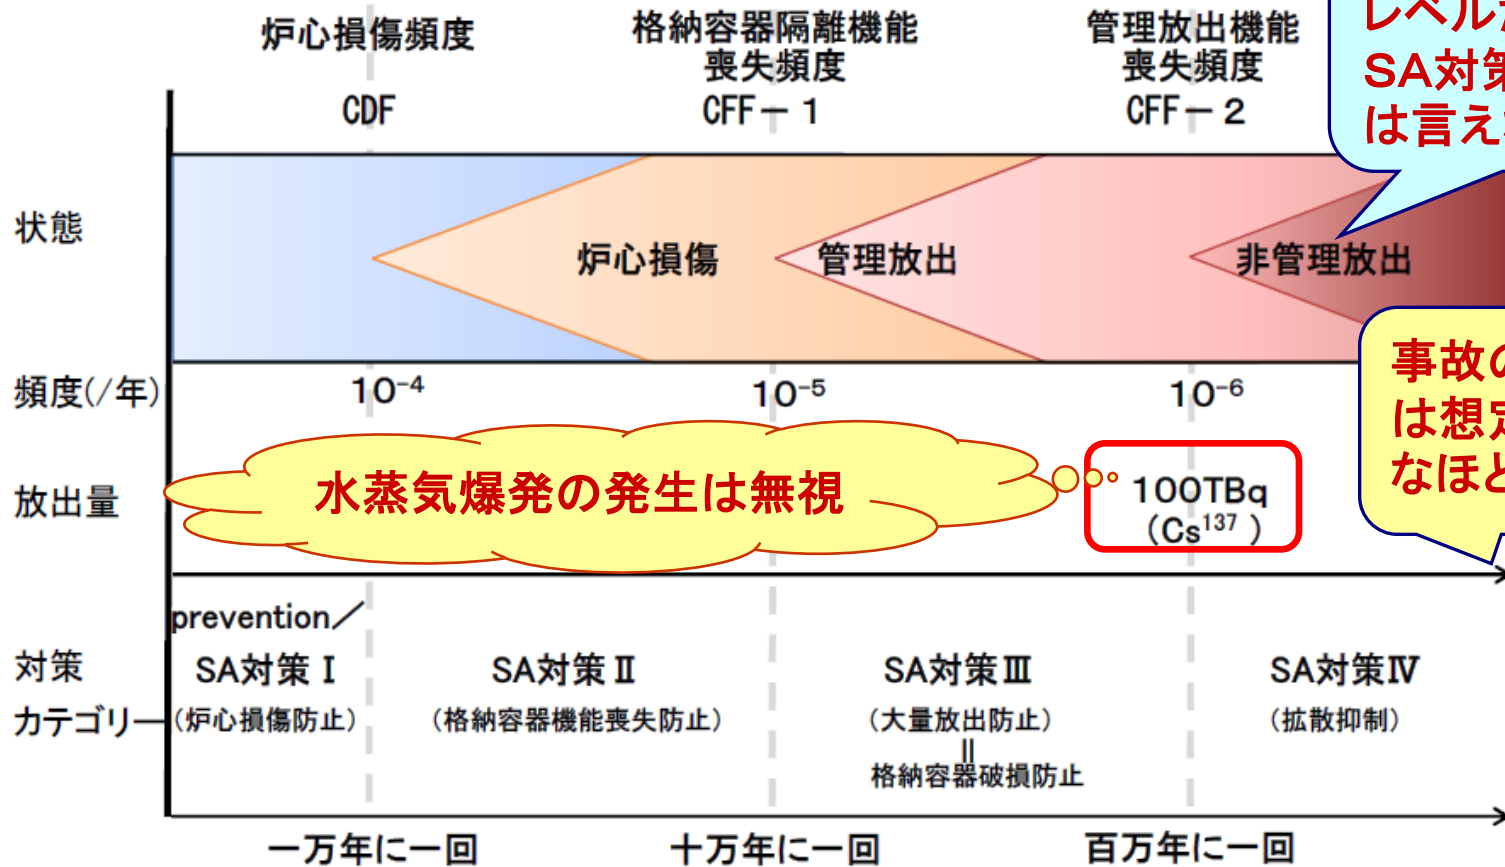 炉心損傷頻度
CDF
格納容器隔離機能
喪失頻度
CFF－1
管理放出機能
喪失頻度
CFF－2
レベルが
SA対策
は言え
状態
炉心損傷
管理放出
非管理放出
頻度(/年)
10⁻⁴
10⁻⁵
10⁻⁶
事故の
は想定
なほど
放出量
水蒸気爆発の発生は無視
100TBq
（Cs¹³⁷ ）
prevention／
対策
SA対策Ⅰ
SA対策Ⅱ
SA対策Ⅲ
SA対策Ⅳ
カテゴリー
（炉心損傷防止）
（格納容器機能喪失防止）
（大量放出防止）
（拡散抑制）
||
格納容器破損防止
一万年に一回
十万年に一回
百万年に一回